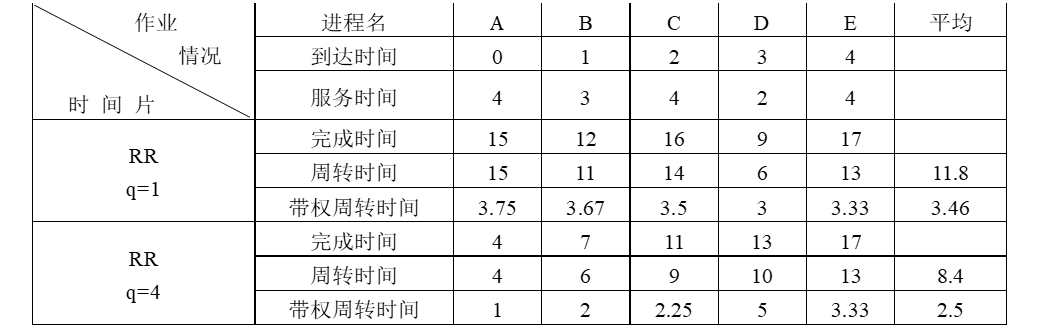 作业 进程名 A B C D E 平均
情况 到达时间 0 1 2 3 4
时 间 片 服务时间 4 3 4 2 4
完成时间 15 12 16 9 17
RR
周转时间 15 11 14 6 13 11.8
q=1
带权周转时间 3.75 3.67 3.5 3 3.33 3.46
完成时间 4 7 11 13 17
RR
周转时间 4 6 9 10 13 8.4
q=4
带权周转时间 1 2 2.25 5 3.33 2.5